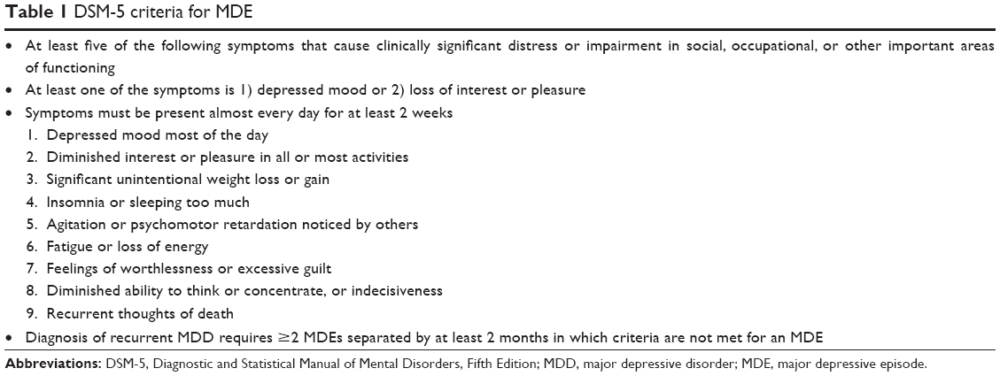 Table 1 DSM-5 criteria for MDE
• At least five of the following symptoms that cause clinically significant distress or impairment in social, occupational, or other important areas
of functioning
• At least one of the symptoms is 1) depressed mood or 2) loss of interest or pleasure
• Symptoms must be present almost every day for at least 2 weeks
1. Depressed mood most of the day
2. Diminished interest or pleasure in all or most activities
3. Significant unintentional weight loss or gain
4. Insomnia or sleeping too much
5. Agitation or psychomotor retardation noticed by others
6. Fatigue or loss of energy
7. Feelings of worthlessness or excessive guilt
8. Diminished ability to think or concentrate, or indecisiveness
9. Recurrent thoughts of death
• Diagnosis of recurrent MDD requires ≥2 MDEs separated by at least 2 months in which criteria are not met for an MDE
Abbreviations: DSM-5, Diagnostic and Statistical Manual of Mental Disorders, Fifth Edition; MDD, major depressive disorder; MDE, major depressive episode.